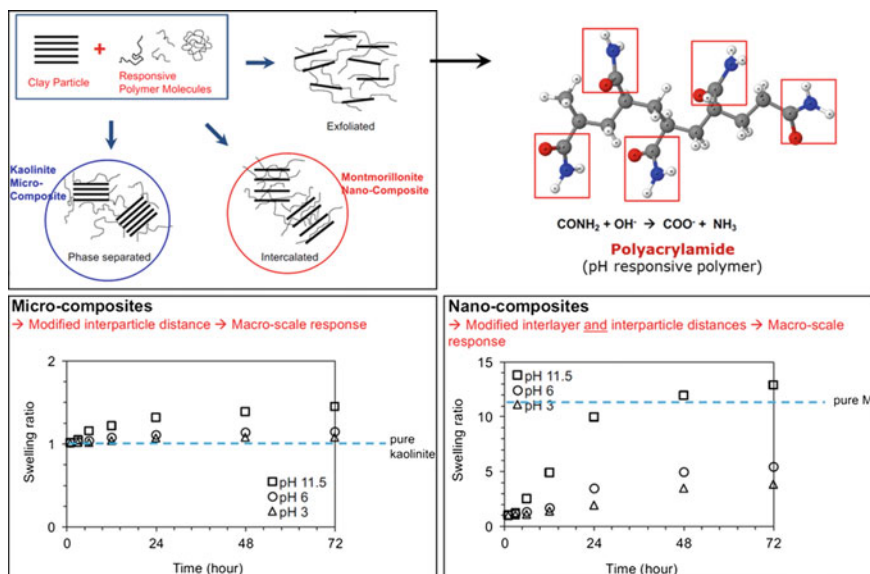 Clay Particle
+
Responsive
Polymer Molecules
Exfoliated
Kaolinite
Micro-
Composite
Phase separated
Montmorillonite
Nano-Composite
Intercalated
CONH₂ + OH⁻ → COO⁻ + NH₃
Polyacrylamide
(pH responsive polymer)
Micro-composites
→ Modified interparticle distance → Macro-scale response
Swelling ratio
2
1
0
pure
kaolinite
pH 11.5
pH 6
pH 3
0 24 48 72
Time (hour)
Nano-composites
→ Modified interlayer and interparticle distances → Macro-scale
response
Swelling ratio
15
10
5
0
pH 11.5
pH 6
pH 3
pure M
0 24 48 72
Time (hour)